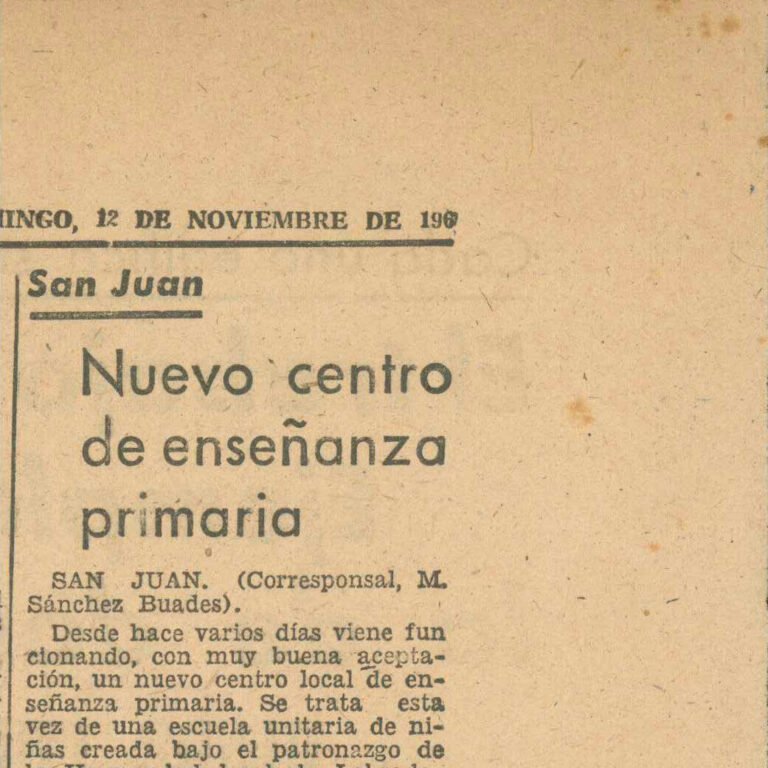 MINGO, 12 DE NOVIEMBRE DE 196
San Juan
Nuevo centro
de enseñanza
primaria
SAN JUAN. (Corresponsal, M.
Sánchez Buades).
Desde hace varios días viene fun
cionando, con muy buena acepta-
ción, un nuevo centro local de en-
señanza primaria. Se trata esta
vez de una escuela unitaria de ni-
ñas creada bajo el patronazgo de